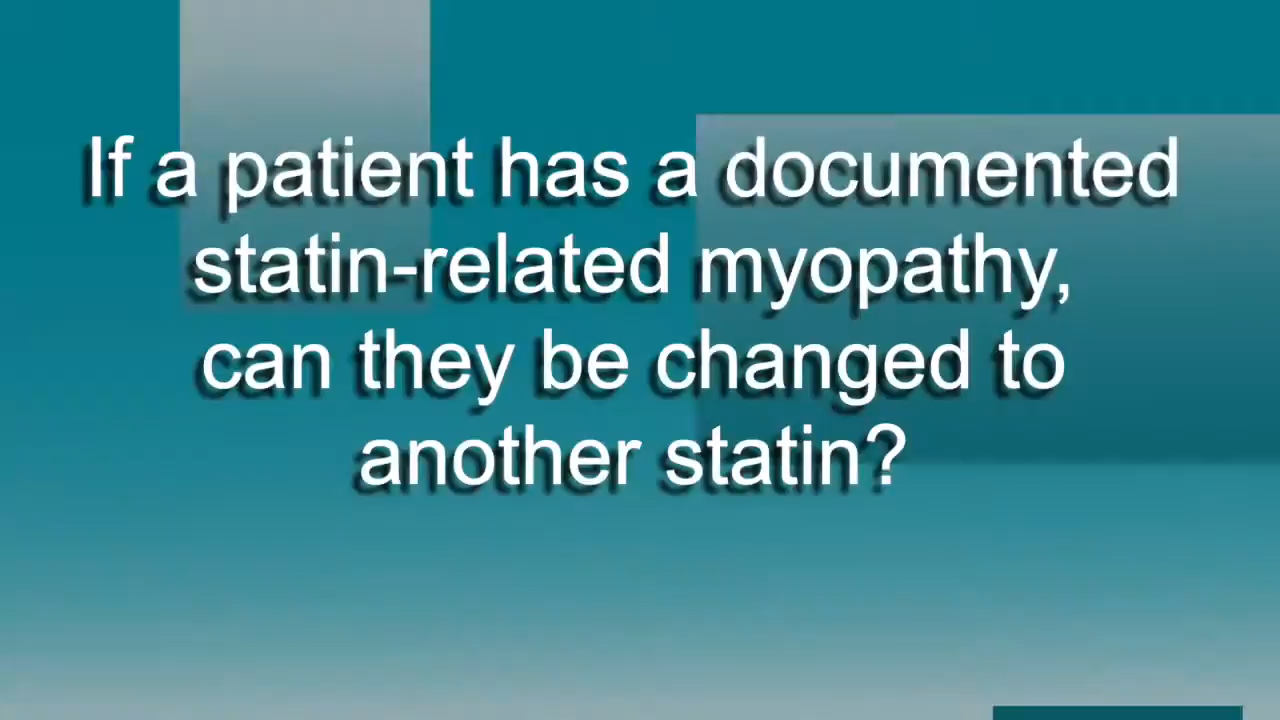 If a patient has a documented
statin-related myopathy,
can they be changed to
another statin?